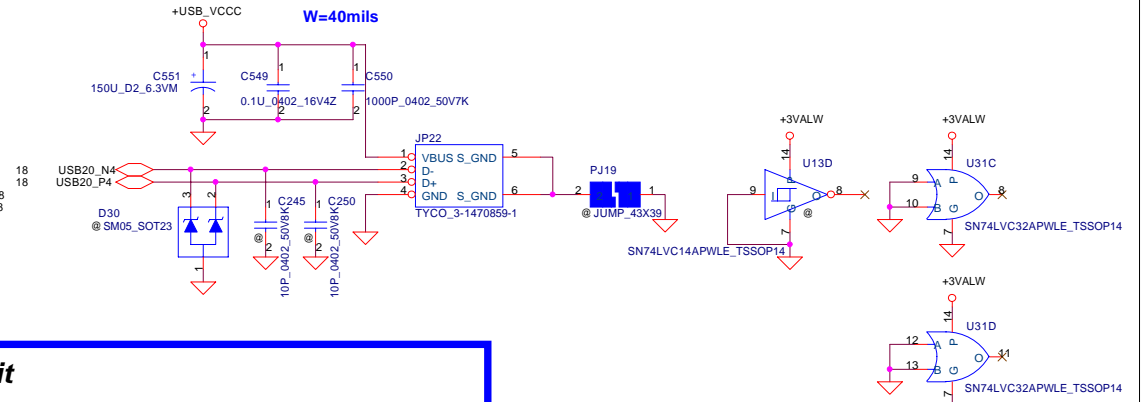 +USB_VCCC
W=40mils
1
C551
+
150U_D2_6.3VM
2
C549
1
0.1U_0402_16V4Z
2
1
C550
1000P_0402_50V7K
2
JP22
1
VBUS
S_GND
5
2
D-
3
D+
4
GND
S_GND
6
TYCO_3-1470859-1
18
USB20_N4
18
USB20_P4
8
3
2
D30
@
SM05_SOT23
1
1
C245
@
2
10P_0402_50V8K
1
C250
@
2
10P_0402_50V8K
PJ19
2
2
1
@
JUMP_43X39
+3VALW
14
U13D
9
I
P
O
8
G
@
7
SN74LVC14APWLE_TSSOP14
+3VALW
14
U31C
9
A
P
O
8
10
B
G
7
SN74LVC32APWLE_TSSOP14
+3VALW
14
U31D
12
A
P
O
11
13
B
G
7
SN74LVC32APWLE_TSSOP14
it